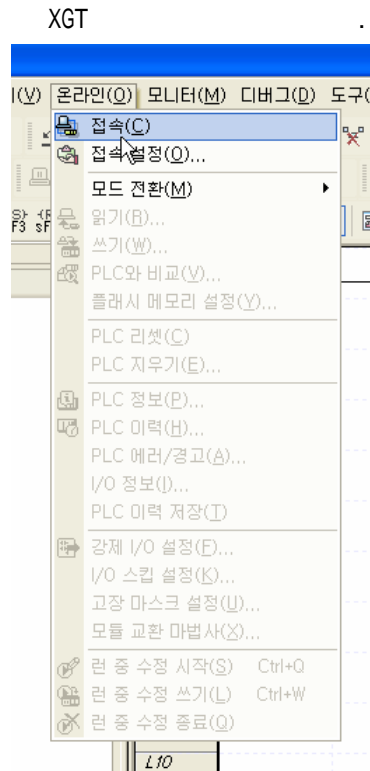 XGT .
(V) 온라인(O) 모니터(M) 디버그(D) 도구(
접속(C)
접속 설정(O)...
모드 전환(M)
읽기(R)...
F3 sF
쓰기(W)...
PLC와 비교(V)...
플래시 메모리 설정(Y)...
PLC 리셋(C)
PLC 지우기(E)...
PLC 정보(P)...
PLC 이력(H)...
PLC 에러/경고(A)...
I/O 정보(I)...
PLC 이력 저장(T)
강제 I/O 설정(F)...
I/O 스킵 설정(K)...
고장 마스크 설정(U)...
모듈 교환 마법사(X)...
런 중 수정 시작(S) Ctrl+Q
런 중 수정 쓰기(L) Ctrl+W
런 중 수정 종료(Q)
L10